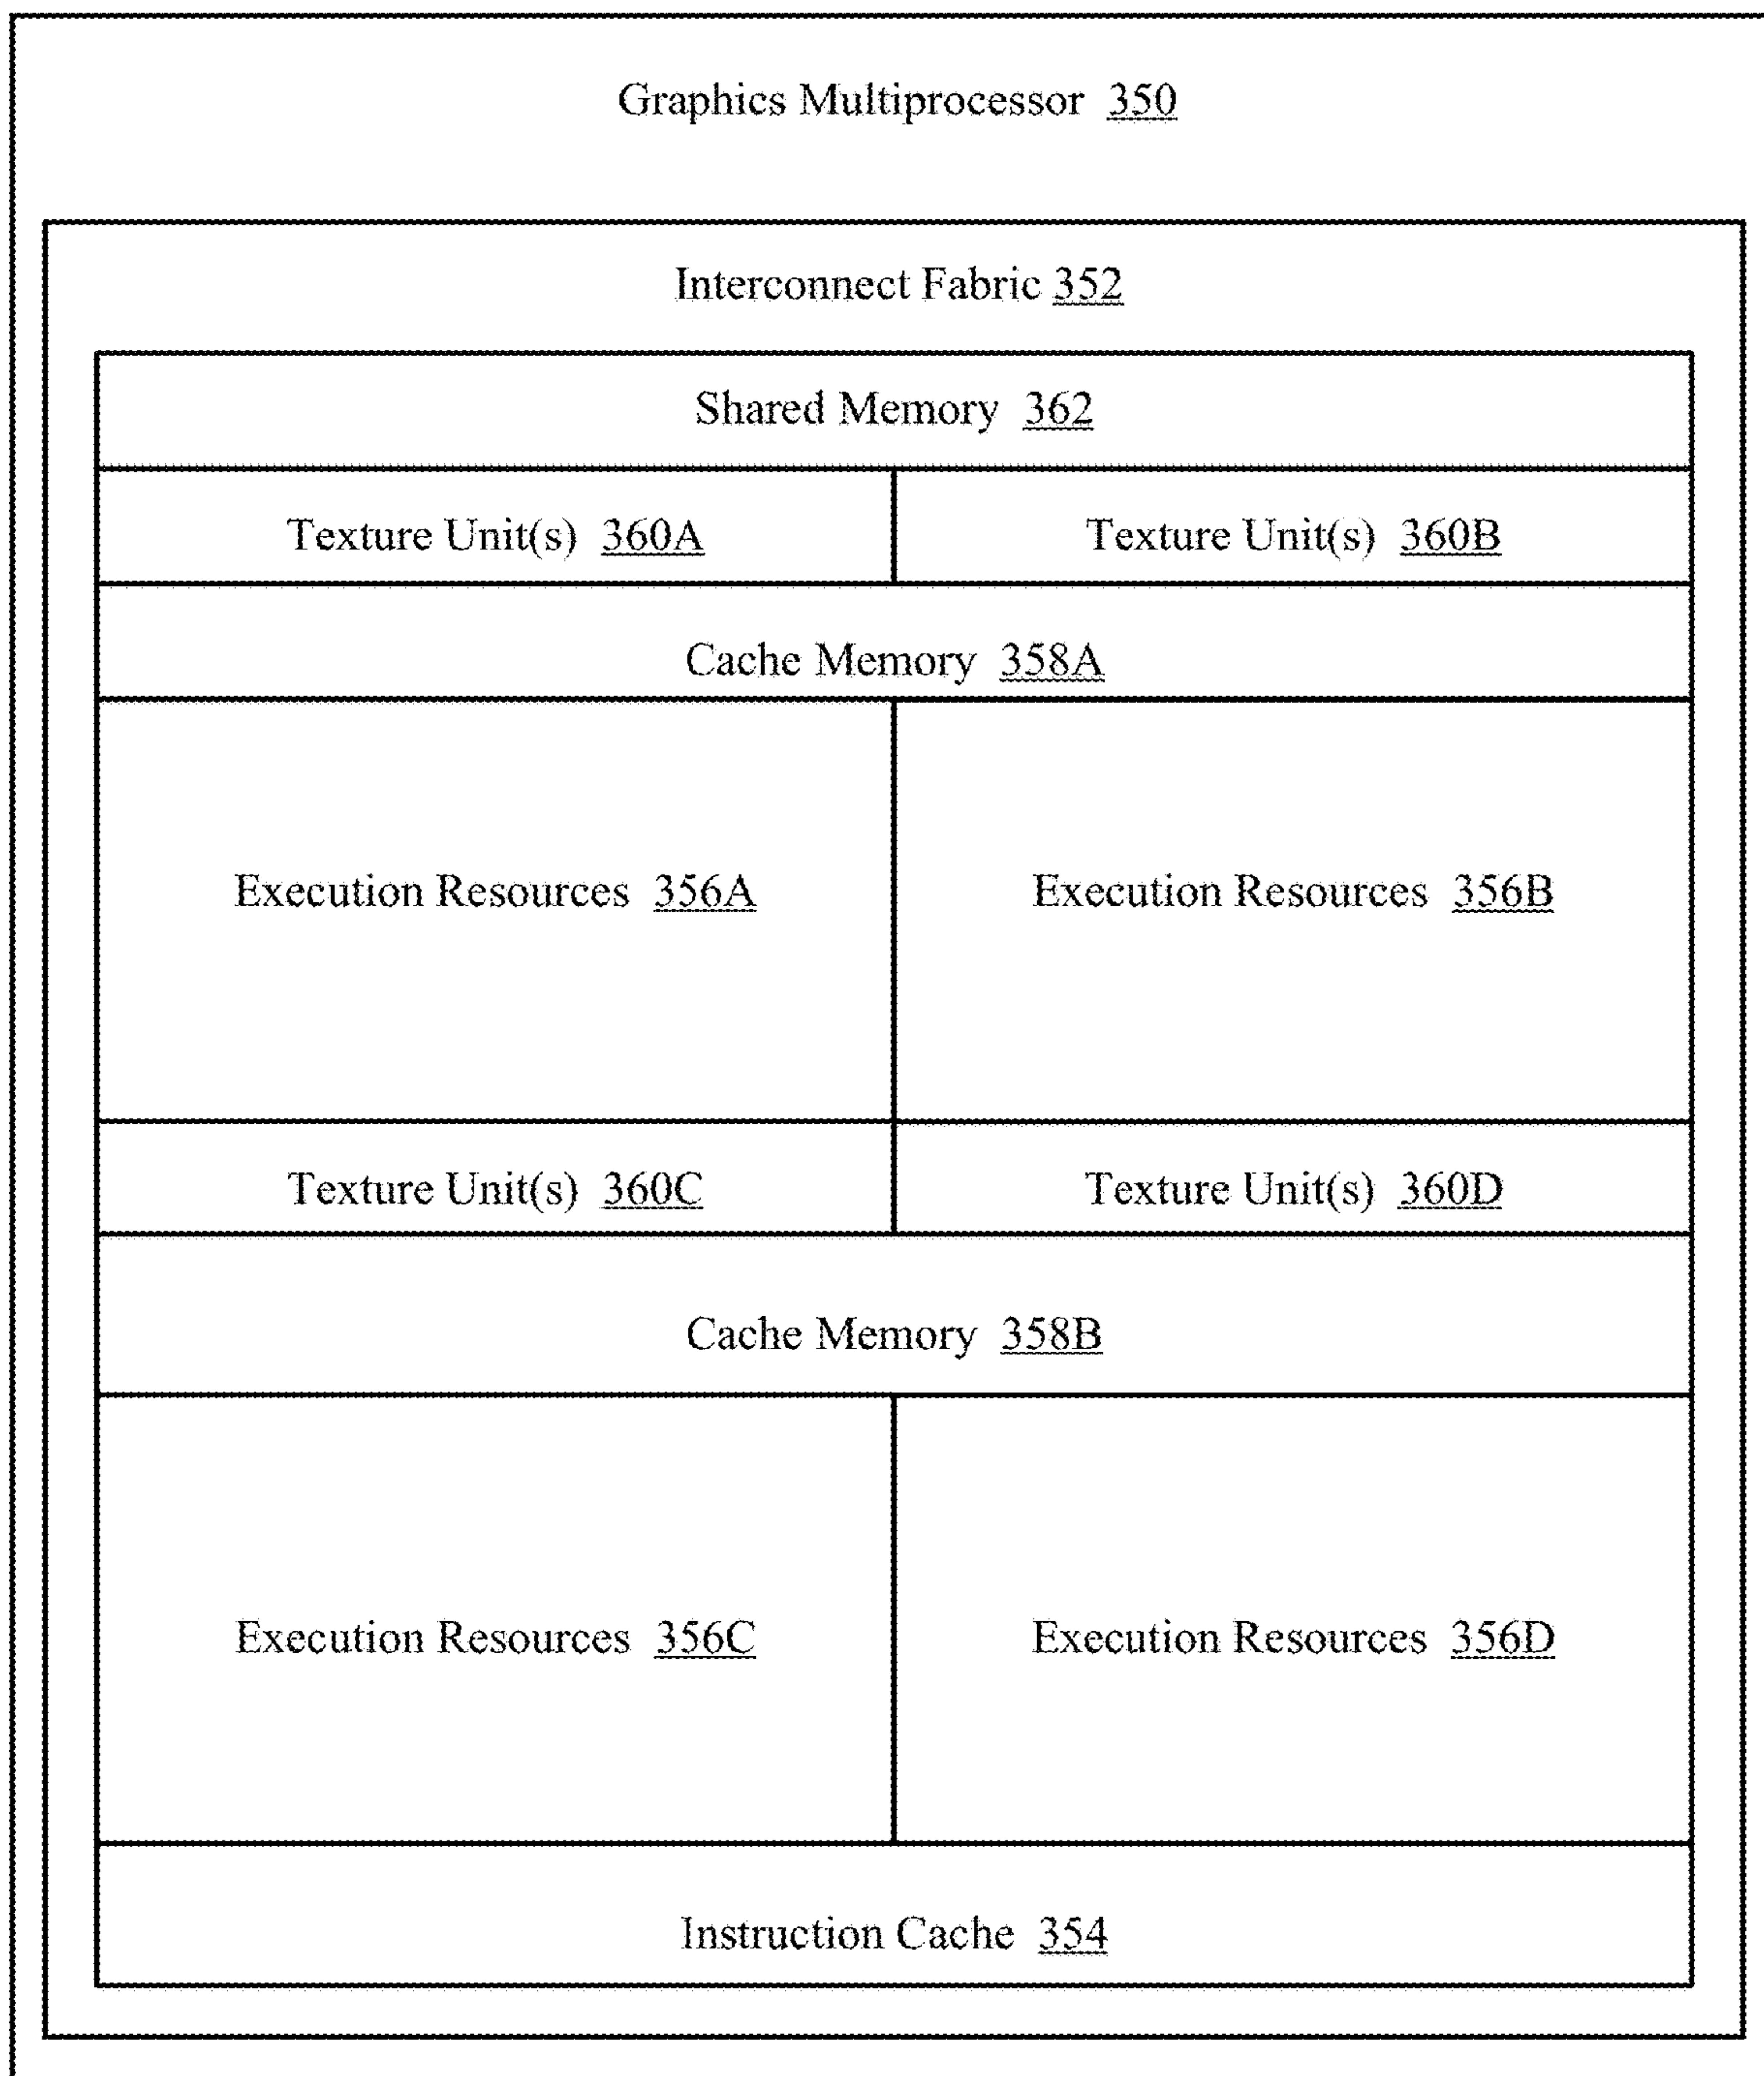 Graphics Multiprocessor 350
Interconnect Fabric 352
Shared Memory 362
Texture Unit(s) 360A
Texture Unit(s) 360B
Cache Memory 358A
Execution Resources 356A
Execution Resources 356B
Texture Unit(s) 360C
Texture Unit(s) 360D
Cache Memory 358B
Execution Resources 356C
Execution Resources 356D
Instruction Cache 354